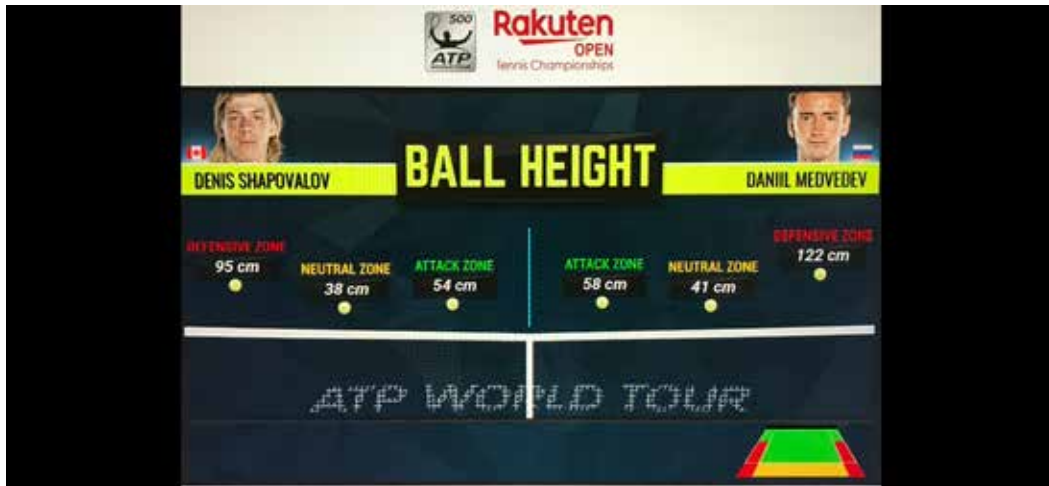 500
ATP
Rakuten
OPEN
Tennis Championships
BALL HEIGHT
DENIS SHAPOVALOV
DANIIL MEDVEDEV
DEFENSIVE ZONE
95 cm
NEUTRAL ZONE
38 cm
ATTACK ZONE
54 cm
ATTACK ZONE
58 cm
NEUTRAL ZONE
41 cm
DEFENSIVE ZONE
122 cm
ATP WORLD TOUR